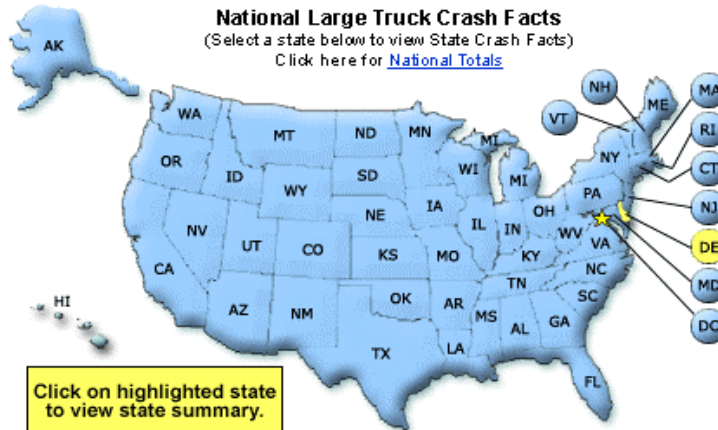 National Large Truck Crash Facts
(Select a state below to view State Crash Facts)
Click here for National Totals
AK
WA
MT
ND
MN
MI
VT
NH
ME
MA
RI
CT
NJ
DE
MD
DC
OR
ID
WY
SD
WI
MI
NY
PA
NV
UT
CO
NE
IA
IL
IN
OH
WV
VA
CA
KS
MO
KY
NC
TN
SC
AZ
NM
OK
AR
MS
AL
GA
TX
LA
FL
HI
Click on highlighted state
to view state summary.